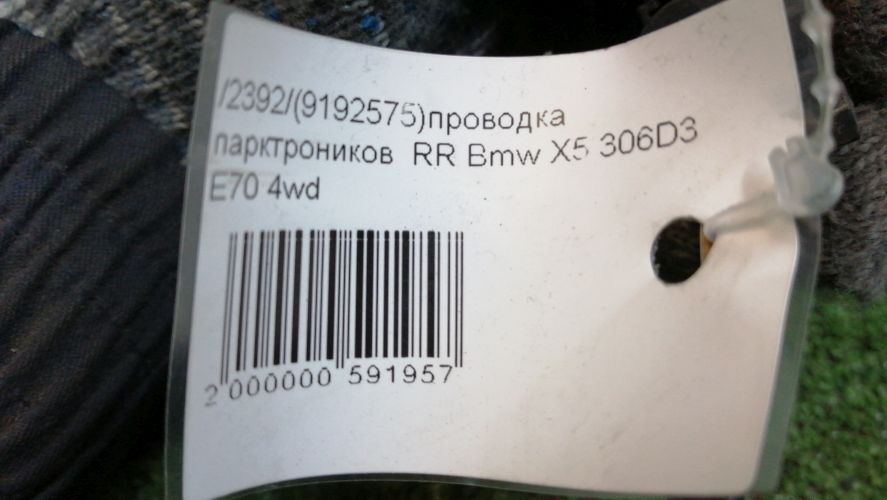 /2392/(9192575)проводка
парктроников RR Bmw X5 306D3
E70 4wd
2 000000 591957